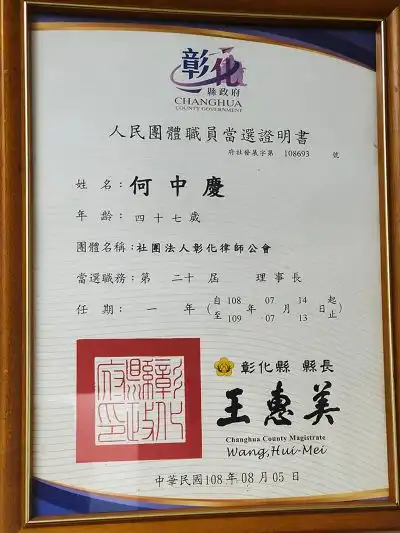 彰化
縣政府
CHANGHUA
COUNTY GOVERNMENT
人民團體職員當選證明書
府社發展字第 108693 號
姓名：何中慶
年齡：四十七歲
團體名稱：社團法人彰化律師公會
當選職務：第 二十 屆 理事長
任期：一 年 (自 108 年 07 月 14 日起
至 109 年 07 月 13 日止)
彰化縣 縣長
王惠美
Changhua County Magistrate
Wang, Hui-Mei
彰化縣政府印
中華民國108年08月05日